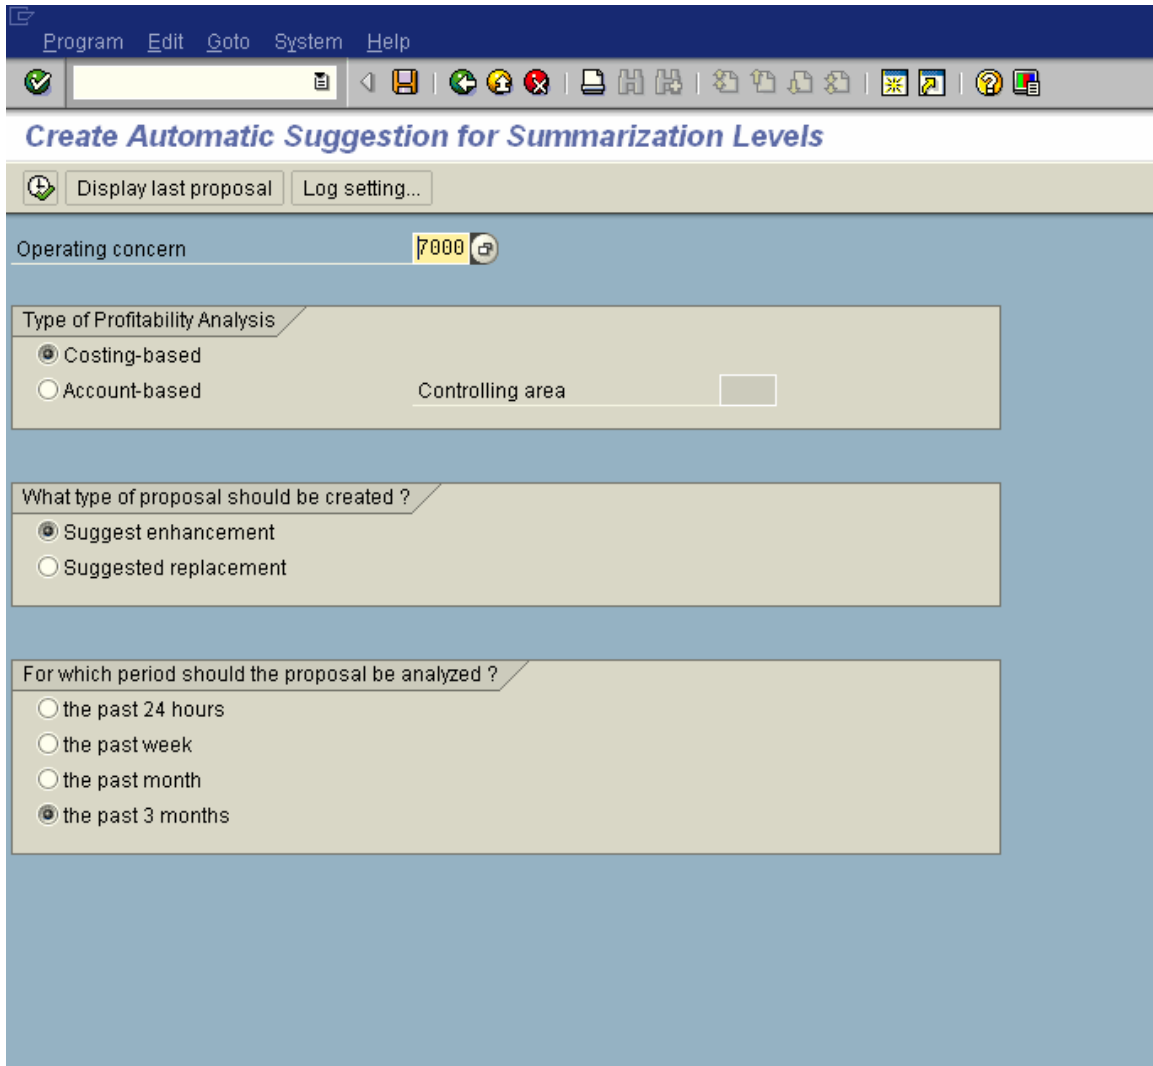 Program Edit Goto System Help
Create Automatic Suggestion for Summarization Levels
Display last proposal Log setting...
Operating concern 7000
Type of Profitability Analysis
Costing-based
Account-based Controlling area
What type of proposal should be created ?
Suggest enhancement
Suggested replacement
For which period should the proposal be analyzed ?
the past 24 hours
the past week
the past month
the past 3 months